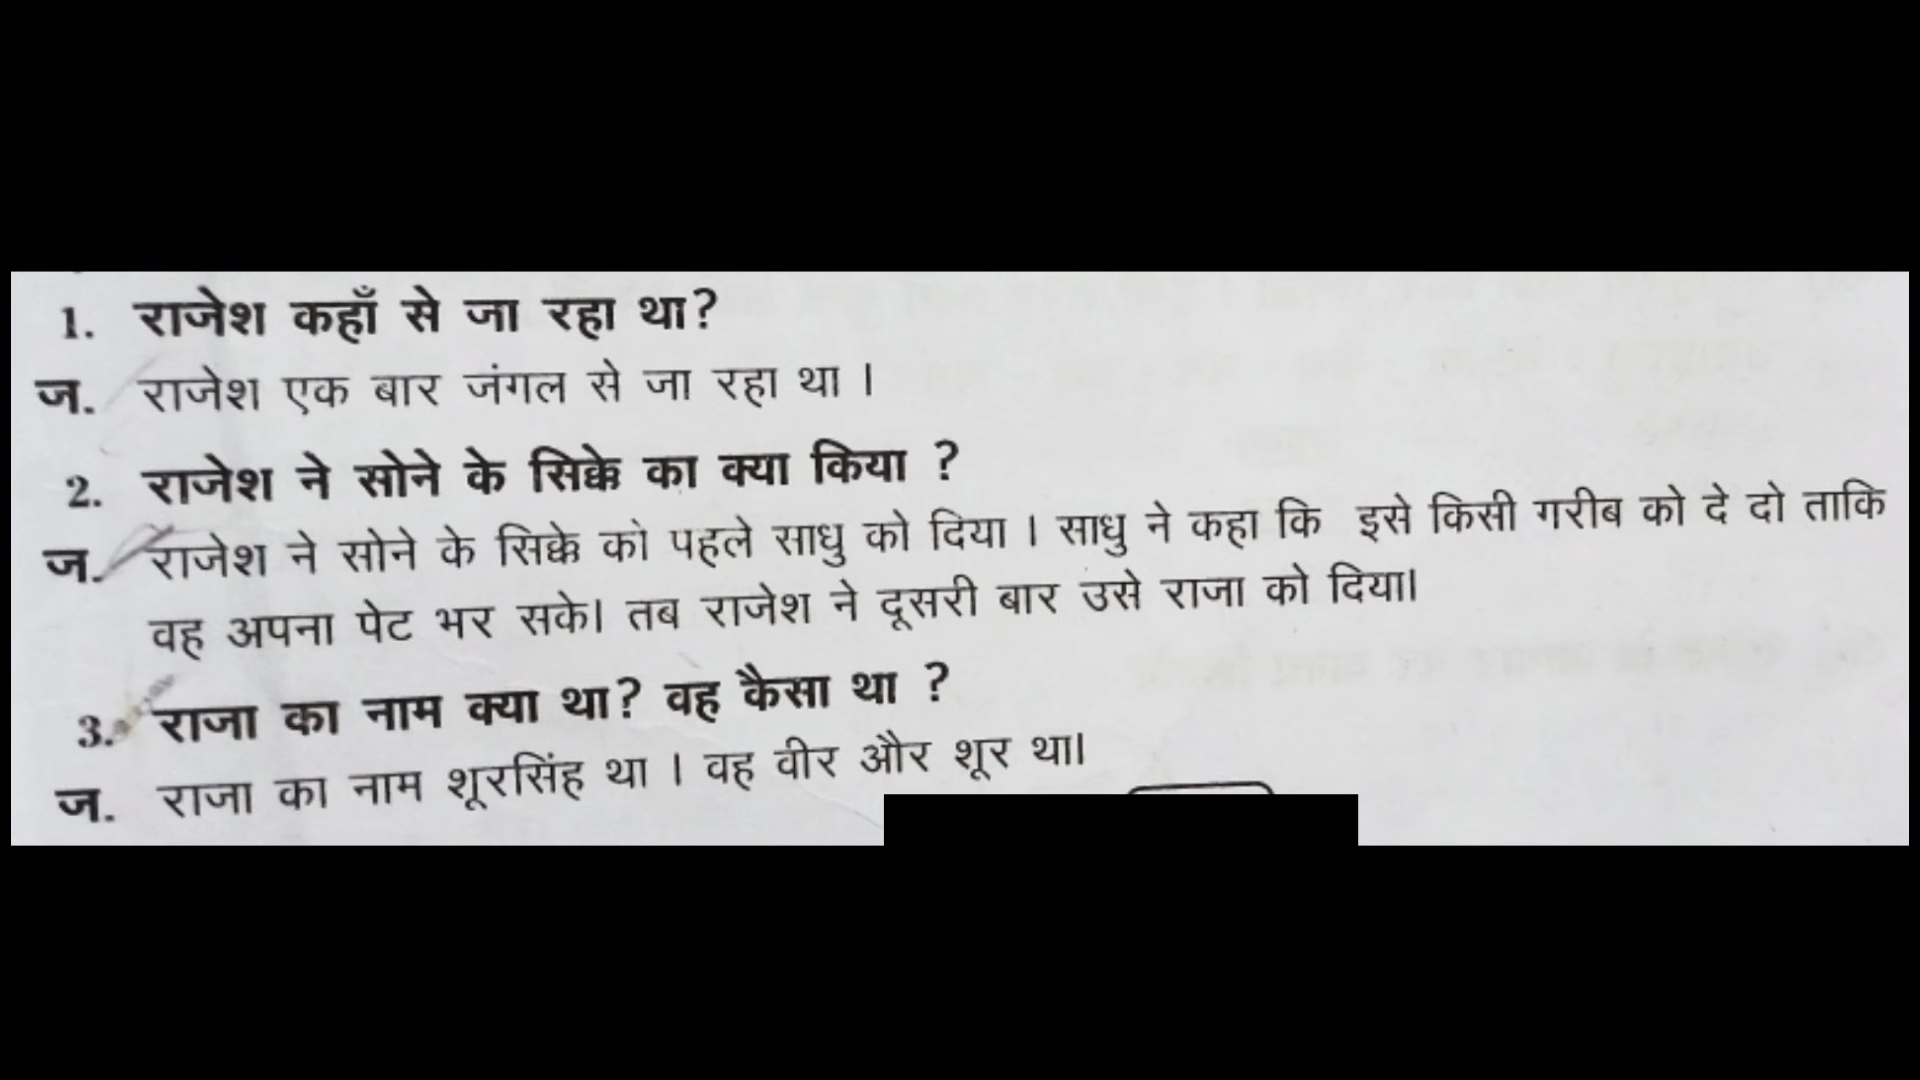 1. राजेश कहाँ से जा रहा था?
ज. राजेश एक बार जंगल से जा रहा था ।
2. राजेश ने सोने के सिक्के का क्या किया ?
ज. राजेश ने सोने के सिक्के को पहले साधु को दिया । साधु ने कहा कि इसे किसी गरीब को दे दो ताकि
वह अपना पेट भर सके। तब राजेश ने दूसरी बार उसे राजा को दिया।
3. राजा का नाम क्या था? वह कैसा था ?
ज. राजा का नाम शूरसिंह था । वह वीर और शूर था।